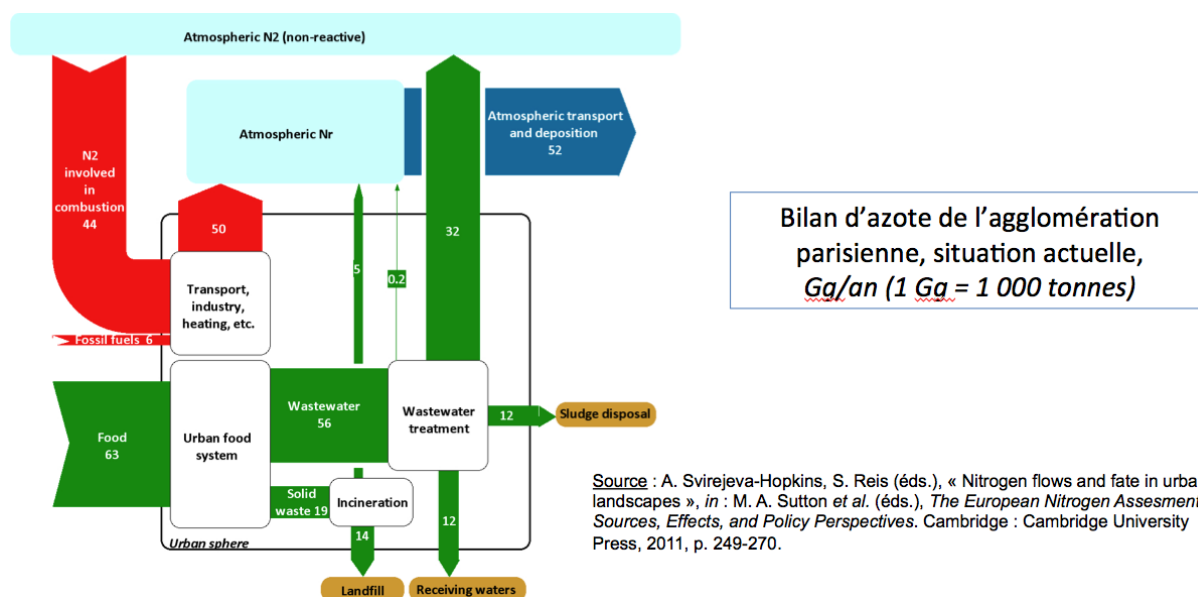 Atmospheric N2 (non-reactive)
N2
involved
in
combustion
44
Atmospheric Nr
Atmospheric transport
and deposition
52
50
5
0.2
32
Transport,
industry,
heating, etc.
Fossil fuels 6
Food
63
Urban food
system
Wastewater
56
Wastewater
treatment
12
Sludge disposal
Solid
waste 19
Incineration
14
12
Urban sphere
Landfill
Receiving waters
Bilan d’azote de l’agglomération
parisienne, situation actuelle,
Gg/an (1 Gg = 1 000 tonnes)
Source : A. Svirejeva-Hopkins, S. Reis (éds.), « Nitrogen flows and fate in urba
landscapes », in : M. A. Sutton et al. (éds.), The European Nitrogen Assesment
Sources, Effects, and Policy Perspectives. Cambridge : Cambridge University
Press, 2011, p. 249-270.